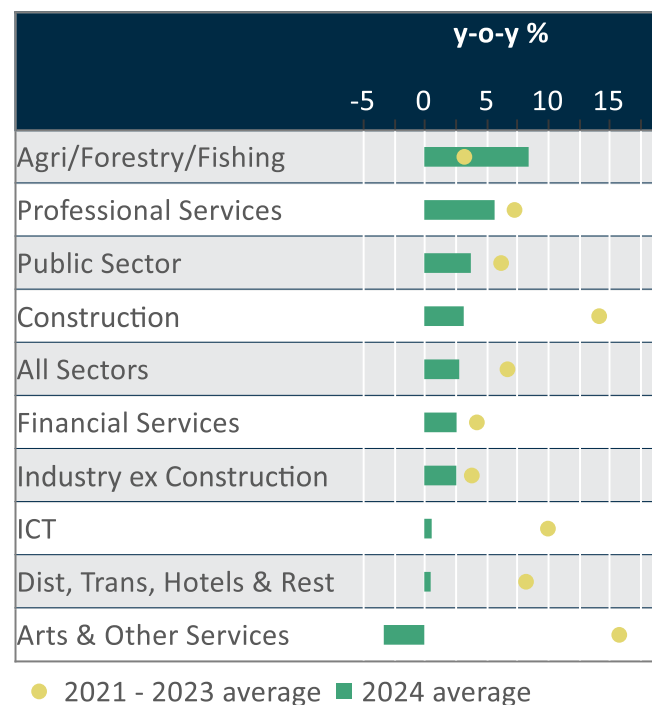 y-o-y %
-5 0 5 10 15
Agri/Forestry/Fishing
Professional Services
Public Sector
Construction
All Sectors
Financial Services
Industry ex Construction
ICT
Dist, Trans, Hotels & Rest
Arts & Other Services
2021 - 2023 average 2024 average